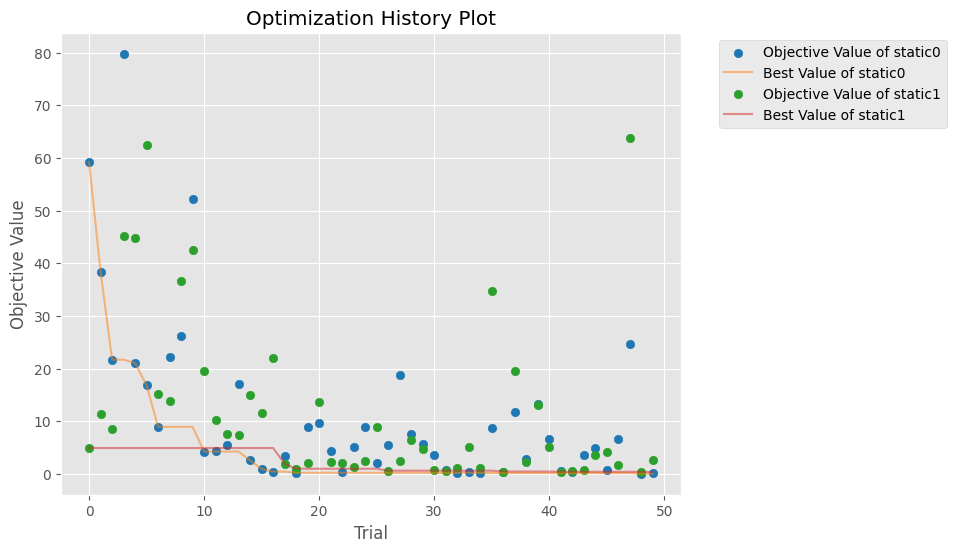 Optimization History Plot
Objective Value of static0
Best Value of static0
Objective Value of static1
Best Value of static1
Objective Value
80
70
60
50
40
30
20
10
0
0 10 20 30 40 50
Trial